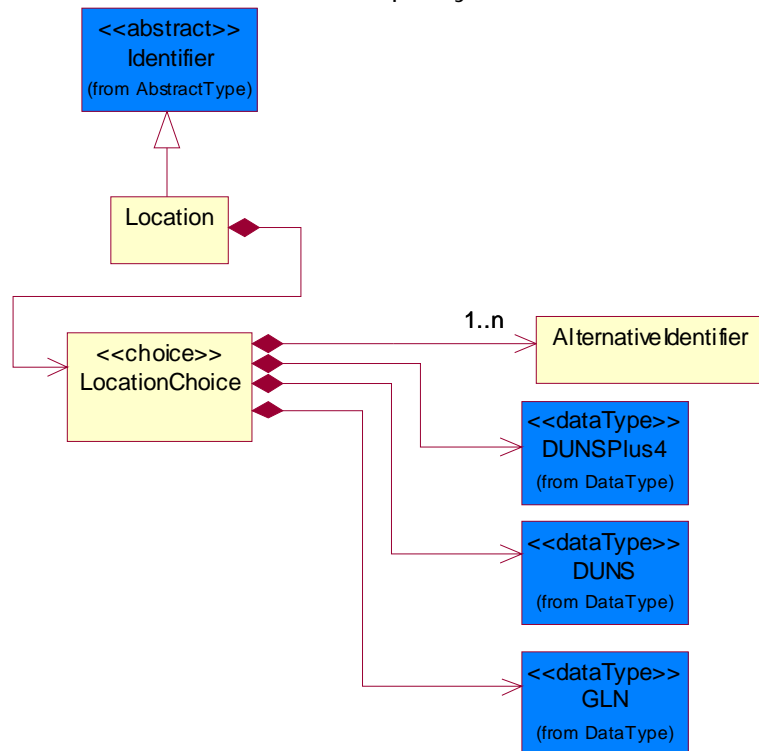 <<abstract>>
Identifier
(from AbstractType)
Location
<<choice>>
LocationChoice
1..n
AlternativeIdentifier
<<dataType>>
DUNSPlus4
(from DataType)
<<dataType>>
DUNS
(from DataType)
<<dataType>>
GLN
(from DataType)